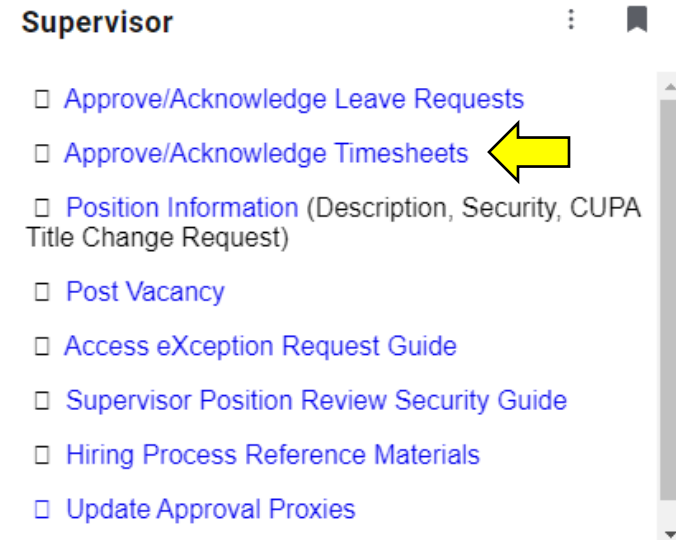 Supervisor
Approve/Acknowledge Leave Requests
Approve/Acknowledge Timesheets
Position Information (Description, Security, CUPA
Title Change Request)
Post Vacancy
Access eXception Request Guide
Supervisor Position Review Security Guide
Hiring Process Reference Materials
Update Approval Proxies